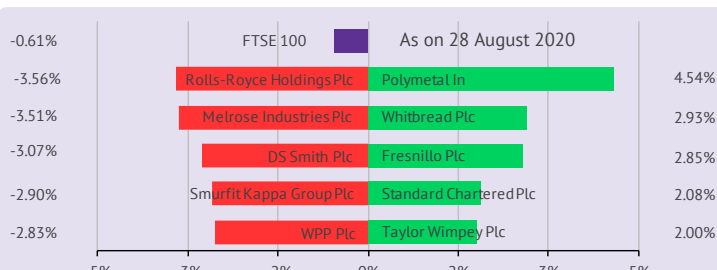 -0.61% FTSE 100 As on 28 August 2020
-3.56% Rolls-Royce Holdings Plc Polymetal In 4.54%
-3.51% Melrose Industries Plc Whitbread Plc 2.93%
-3.07% DS Smith Plc Fresnillo Plc 2.85%
-2.90% Smurfit Kappa Group Plc Standard Chartered Plc 2.08%
-2.83% WPP Plc Taylor Wimpey Plc 2.00%